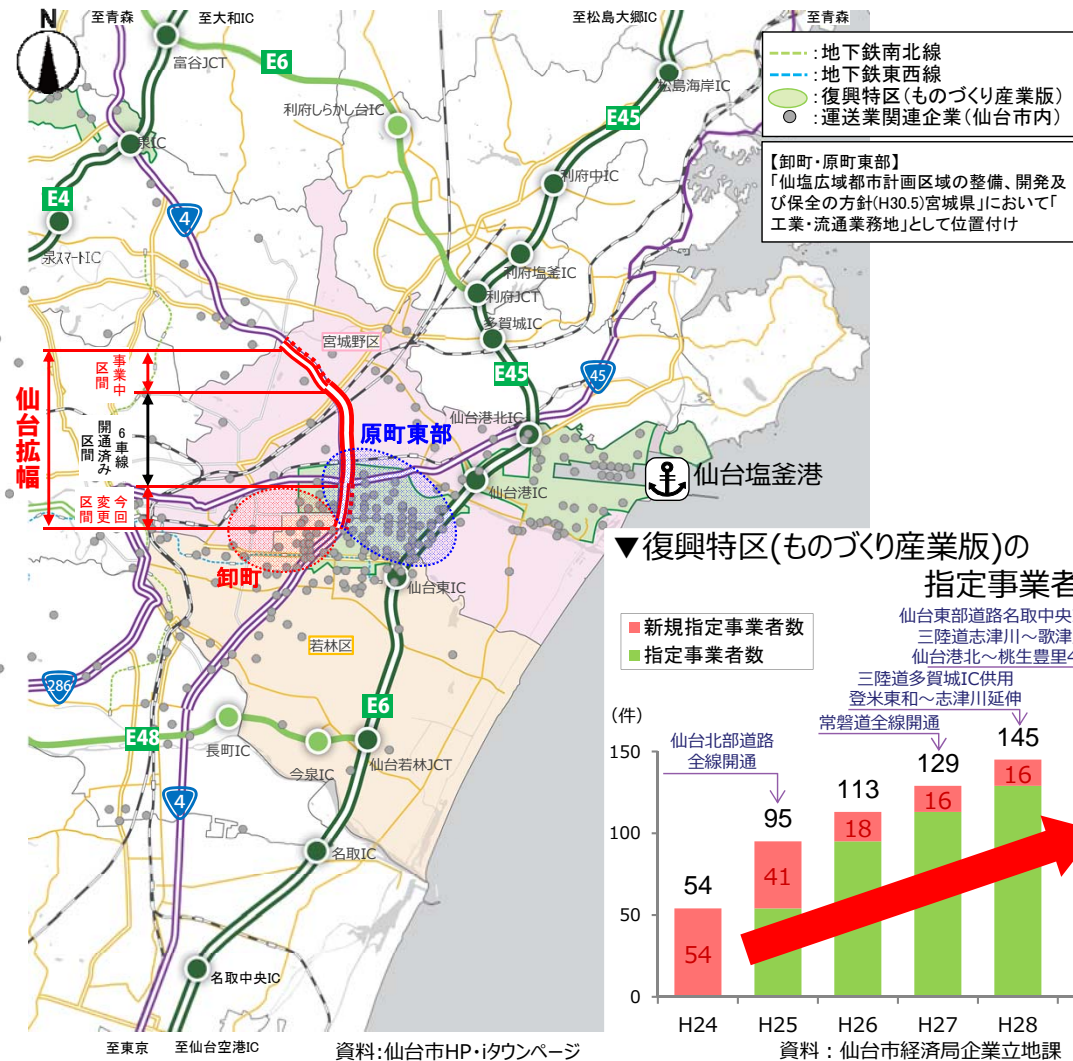 至青森
至大和IC
至松島大郷IC
至青森
富谷JCT
E6
利府しらかし台IC
松島海岸IC
E45
泉IC
利府中IC
E4
4
泉スマートIC
利府塩釜IC
利府JCT
多賀城IC
宮城野区
E45
45
仙台港北IC
:地下鉄南北線
:地下鉄東西線
:復興特区(ものづくり産業版)
:運送業関連企業(仙台市内)
【卸町・原町東部】
「仙塩広域都市計画区域の整備、開発及
び保全の方針(H30.5)宮城県」において「
工業・流通業務地」として位置付け
仙台拡幅
事業中
区間
6車線
開通済み
区間
今回
変更
区間
原町東部
仙台港IC
仙台塩釜港
卸町
仙台東IC
若林区
286
E48
長町IC
今泉IC
E6
仙台若林JCT
4
名取IC
名取中央IC
至東京
至仙台空港IC
資料:仙台市HP・iタウンページ
▼復興特区(ものづくり産業版)の
指定事業者
新規指定事業者数
指定事業者数
仙台東部道路名取中央
三陸道志津川～歌津
仙台港北～桃生豊里4
三陸道多賀城IC供用
登米東和～志津川延伸
常磐道全線開通
仙台北部道路
全線開通
(件)
150
100
50
0
54
54
95
41
113
18
129
16
145
16
H24
H25
H26
H27
H28
資料：仙台市経済局企業立地課